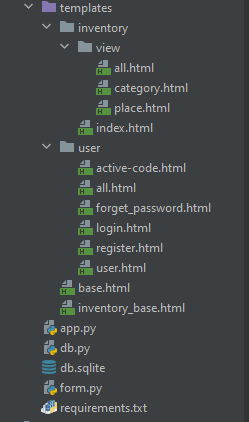 templates
inventory
view
all.html
category.html
place.html
index.html
user
active-code.html
all.html
forget_password.html
login.html
register.html
user.html
base.html
inventory_base.html
app.py
db.py
db.sqlite
form.py
requirements.txt